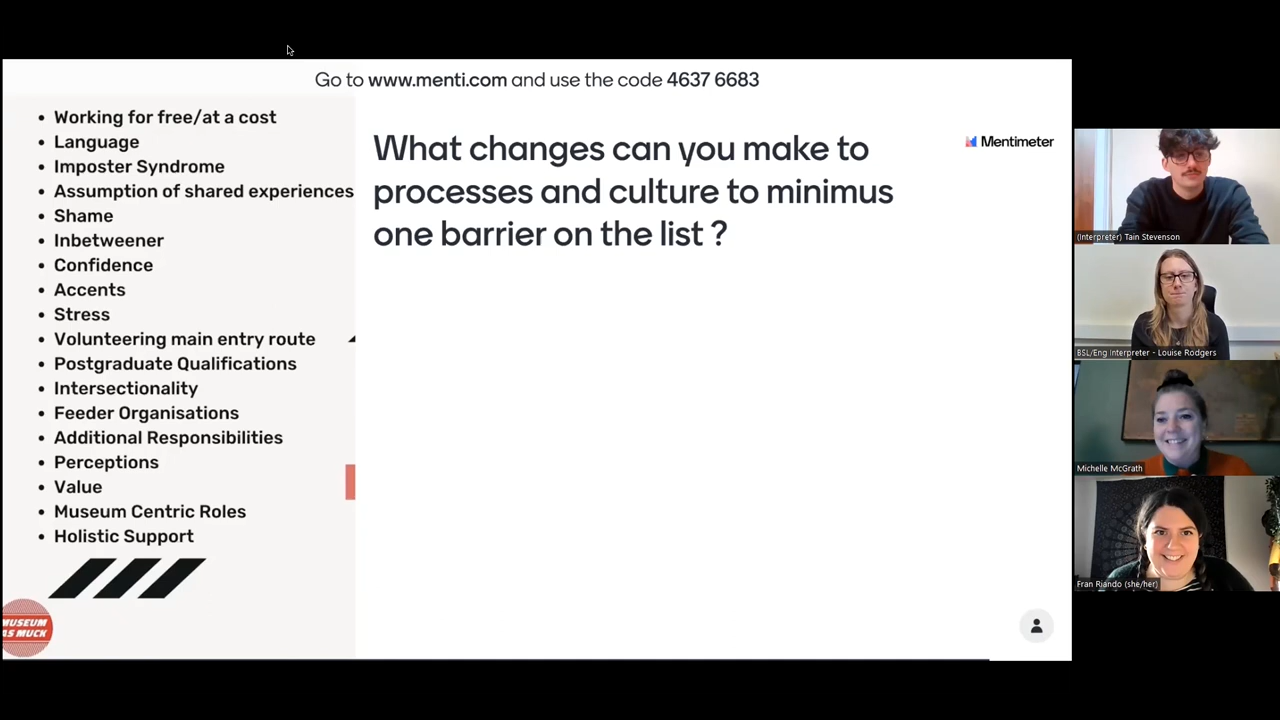 Go to www.menti.com and use the code 4637 6683
Working for free/at a cost
Language
Imposter Syndrome
Assumption of shared experiences
Shame
Inbetweener
Confidence
Accents
Stress
Volunteering main entry route
Postgraduate Qualifications
Intersectionality
Feeder Organisations
Additional Responsibilities
Perceptions
Value
Museum Centric Roles
Holistic Support
MUSEUM
AS MUCK
What changes can you make to
processes and culture to minimus
one barrier on the list ?
Mentimeter
(Interpreter) Tain Stevenson
BSL/Eng Interpreter - Louise Rodgers
Michelle McGrath
Fran Riando (she/her)